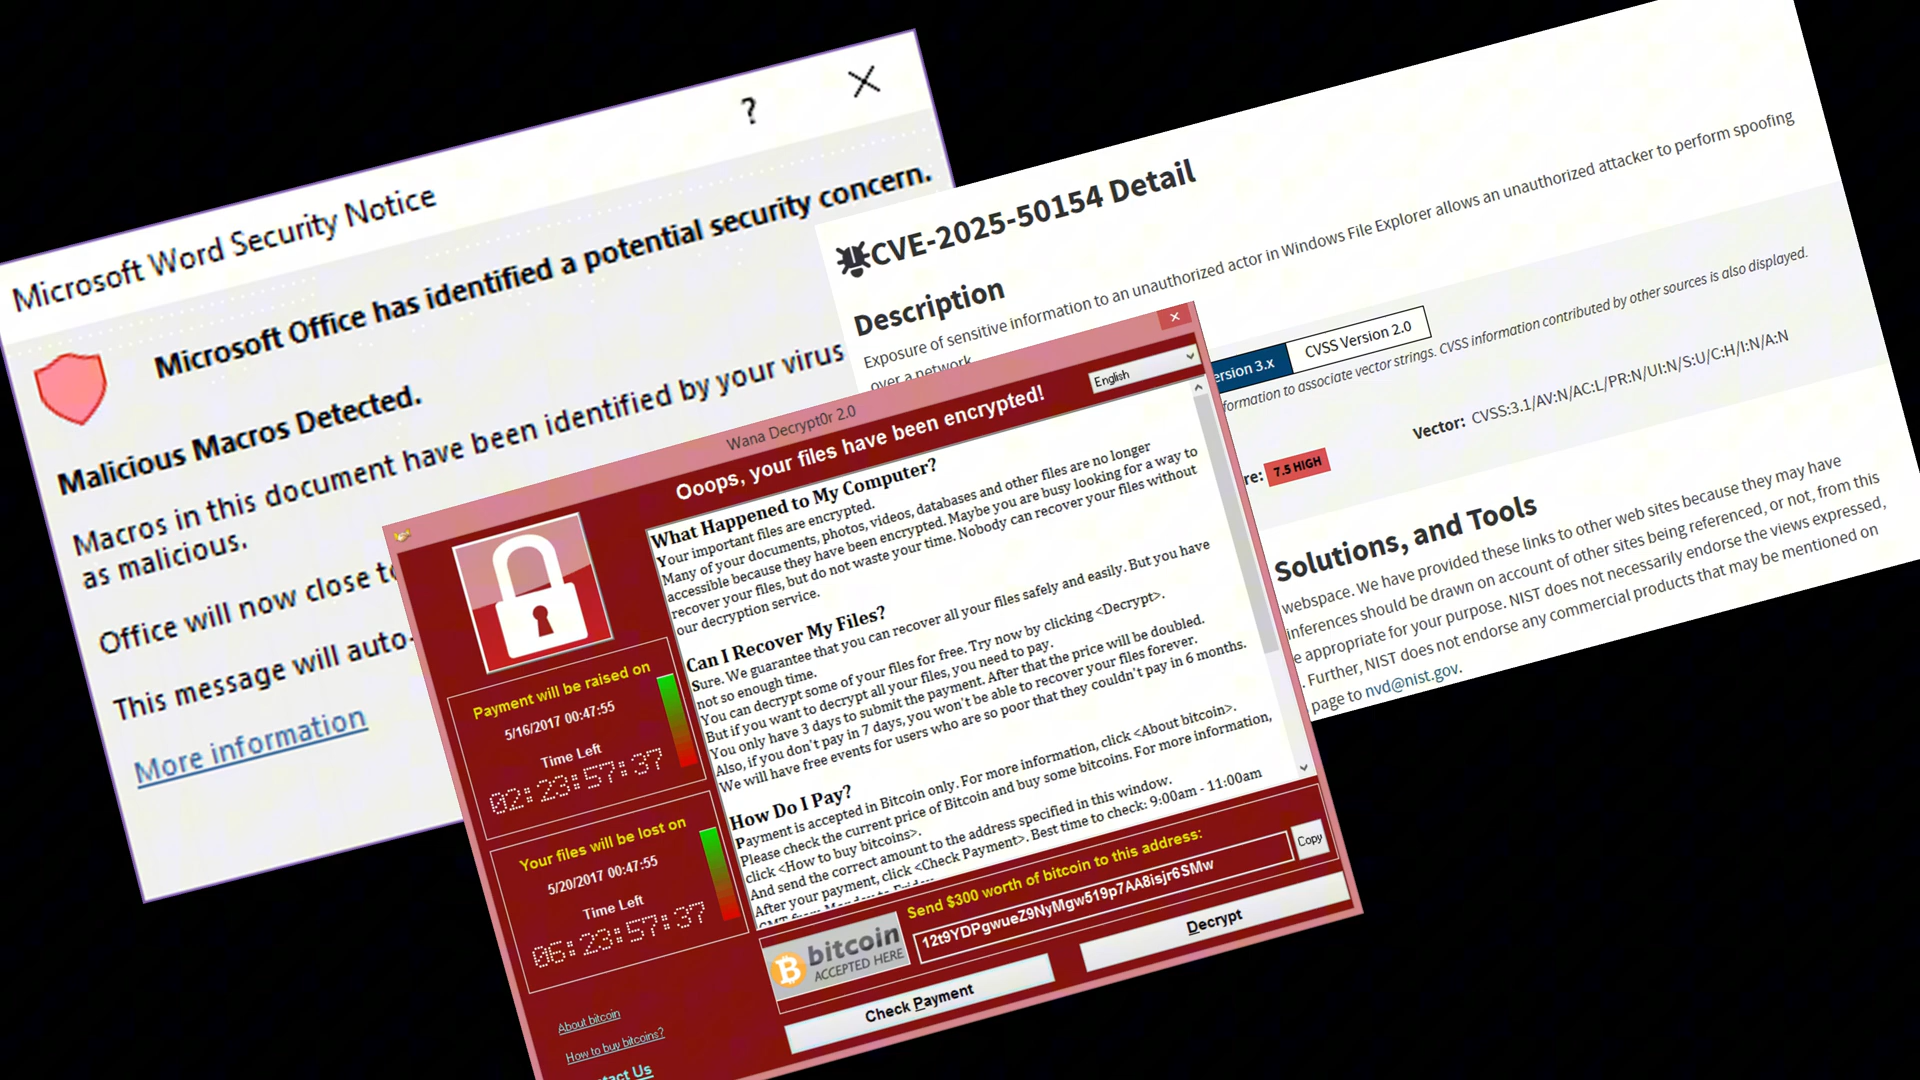 Microsoft Word Security Notice
?
Microsoft Office has identified a potential security concern.
Malicious Macros Detected.
Macros in this document have been identified by your virus
as malicious.
Office will now close to
This message will auto-
More information
CVE-2025-50154 Detail
Description
Exposure of sensitive information to an unauthorized actor in Windows File Explorer allows an unauthorized attacker to perform spoofing
over a network.
ersion 3.x
CVSS Version 2.0
formation to associate vector strings. CVSS information contributed by other sources is also displayed.
re: 7.5 HIGH
Vector: CVSS:3.1/AV:N/AC:L/PR:N/UI:N/S:U/C:H/I:N/A:N
Solutions, and Tools
webspace. We have provided these links to other web sites because they may have
inferences should be drawn on account of other sites being referenced, or not, from this
e appropriate for your purpose. NIST does not necessarily endorse the views expressed,
. Further, NIST does not endorse any commercial products that may be mentioned on
page to nvd@nist.gov.
Wana Decrypt0r 2.0
Ooops, your files have been encrypted!
English
What Happened to My Computer?
Your important files are encrypted.
Many of your documents, photos, videos, databases and other files are no longer
accessible because they have been encrypted. Maybe you are busy looking for a way to
recover your files, but do not waste your time. Nobody can recover your files without
our decryption service.
Can I Recover My Files?
Sure. We guarantee that you can recover all your files safely and easily. But you have
not so enough time.
You can decrypt some of your files for free. Try now by clicking <Decrypt>.
But if you want to decrypt all your files, you need to pay.
You only have 3 days to submit the payment. After that the price will be doubled.
Also, if you don't pay in 7 days, you won't be able to recover your files forever.
We will have free events for users who are so poor that they couldn't pay in 6 months.
How Do I Pay?
Payment is accepted in Bitcoin only. For more information, click <About bitcoin>.
Please check the current price of Bitcoin and buy some bitcoins. For more information,
click <How to buy bitcoins>.
And send the correct amount to the address specified in this window.
After your payment, click <Check Payment>. Best time to check: 9:00am - 11:00am
GMT from Monday to Friday
Payment will be raised on
5/16/2017 00:47:55
Time Left
02:23:57:37
Your files will be lost on
5/20/2017 00:47:55
Time Left
06:23:57:37
About bitcoin
How to buy bitcoins?
tact Us
bitcoin
ACCEPTED HERE
Send $300 worth of bitcoin to this address:
12t9YDPgwueZ9NyMgw519p7AA8isjr6SMw
Copy
Check Payment
Decrypt